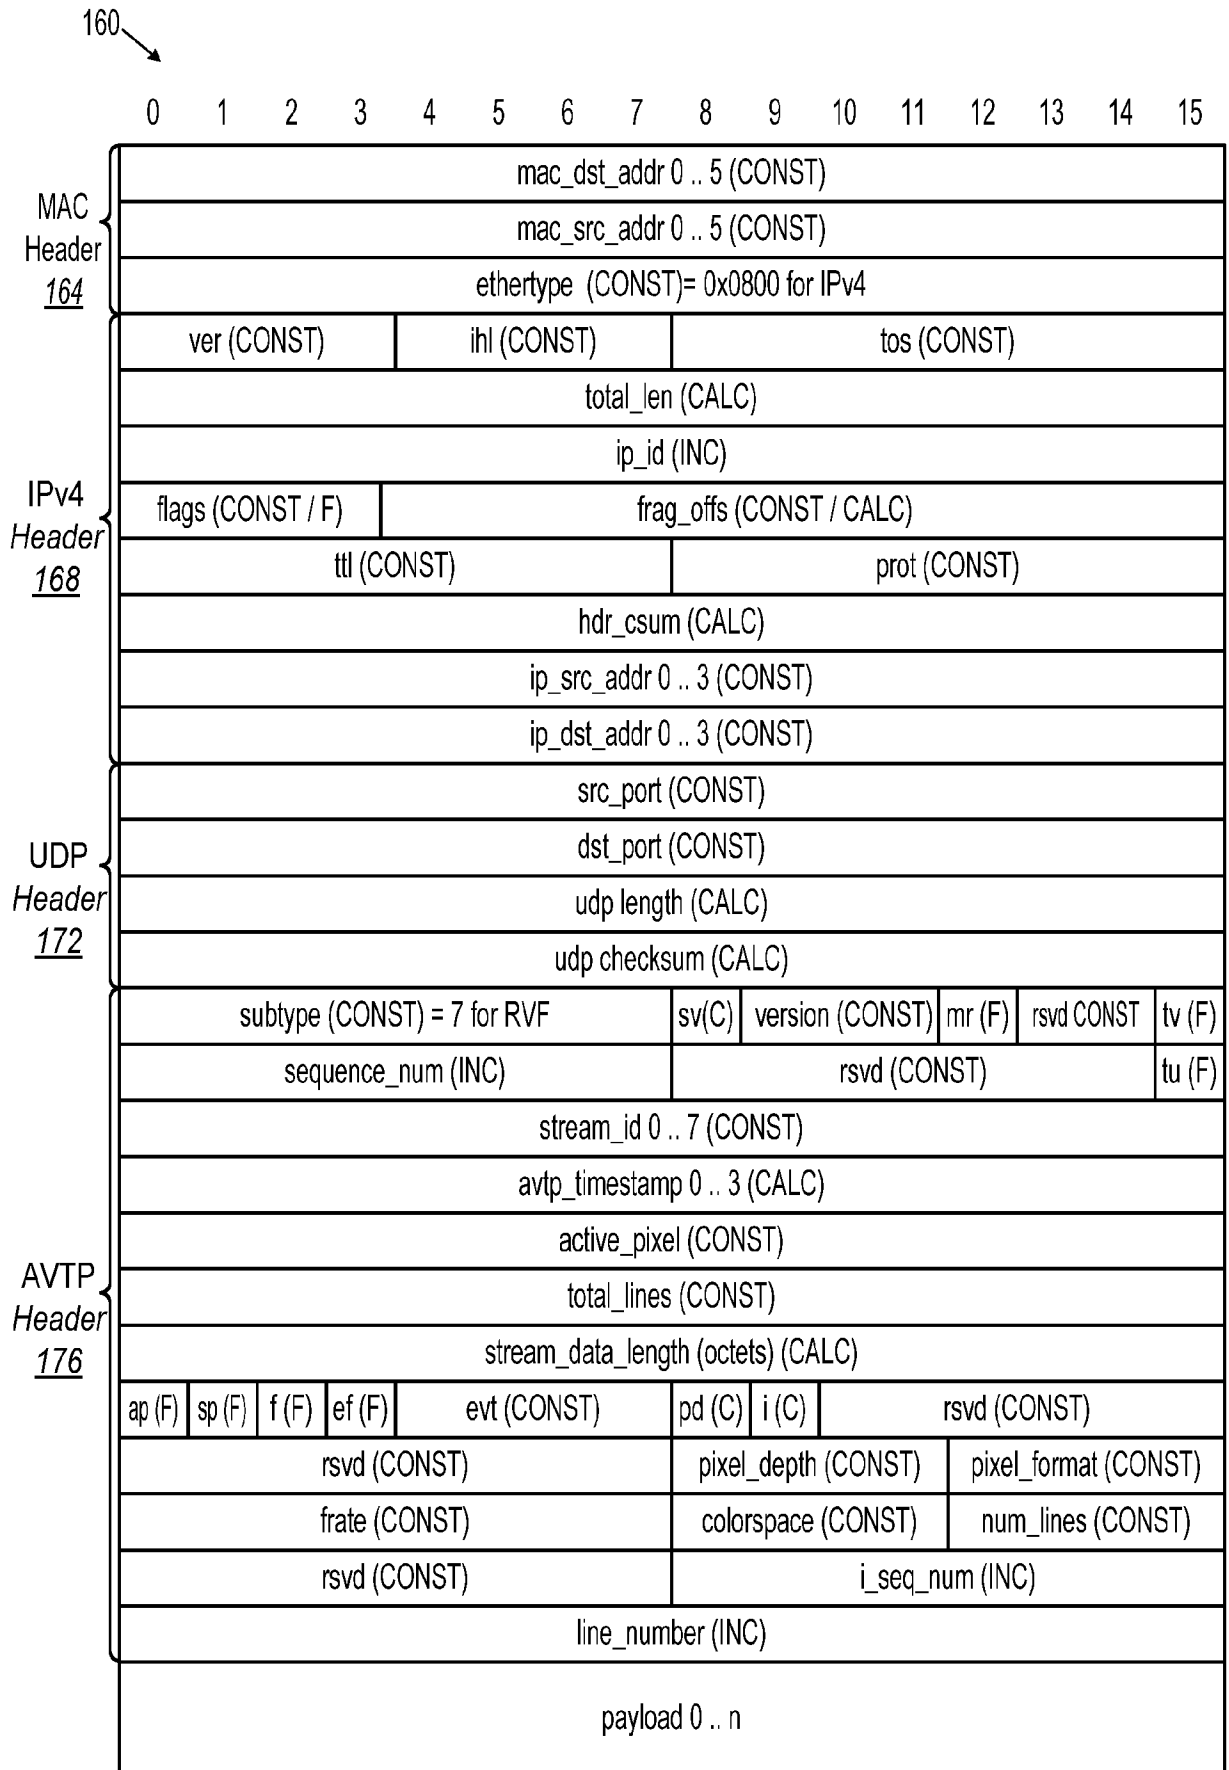 160
0 1 2 3 4 5 6 7 8 9 10 11 12 13 14 15
MAC
Header
164
mac_dst_addr 0 .. 5 (CONST)
mac_src_addr 0 .. 5 (CONST)
ethertype (CONST)= 0x0800 for IPv4
IPv4
Header
168
ver (CONST) ihl (CONST) tos (CONST)
total_len (CALC)
ip_id (INC)
flags (CONST / F) frag_offs (CONST / CALC)
ttl (CONST) prot (CONST)
hdr_csum (CALC)
ip_src_addr 0 .. 3 (CONST)
ip_dst_addr 0 .. 3 (CONST)
UDP
Header
172
src_port (CONST)
dst_port (CONST)
udp length (CALC)
udp checksum (CALC)
AVTP
Header
176
subtype (CONST) = 7 for RVF sv(C) version (CONST) mr (F) rsvd CONST tv (F)
sequence_num (INC) rsvd (CONST) tu (F)
stream_id 0 .. 7 (CONST)
avtp_timestamp 0 .. 3 (CALC)
active_pixel (CONST)
total_lines (CONST)
stream_data_length (octets) (CALC)
ap (F) sp (F) f (F) ef (F) evt (CONST) pd (C) i (C) rsvd (CONST)
rsvd (CONST) pixel_depth (CONST) pixel_format (CONST)
frate (CONST) colorspace (CONST) num_lines (CONST)
rsvd (CONST) i_seq_num (INC)
line_number (INC)
payload 0 .. n